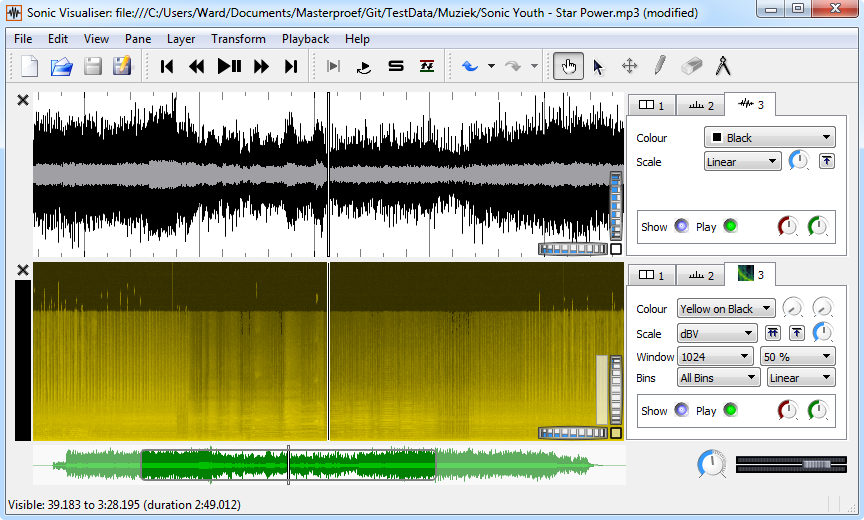 Sonic Visualiser: file:///C:/Users/Ward/Documents/Masterproef/Git/TestData/Muziek/Sonic Youth - Star Power.mp3 (modified)
File Edit View Pane Layer Transform Playback Help
1 2 3
Colour Black
Scale Linear
Show Play
1 2 3
Colour Yellow on Black
Scale dBV
Window 1024 50 %
Bins All Bins Linear
Show Play
Visible: 39.183 to 3:28.195 (duration 2:49.012)